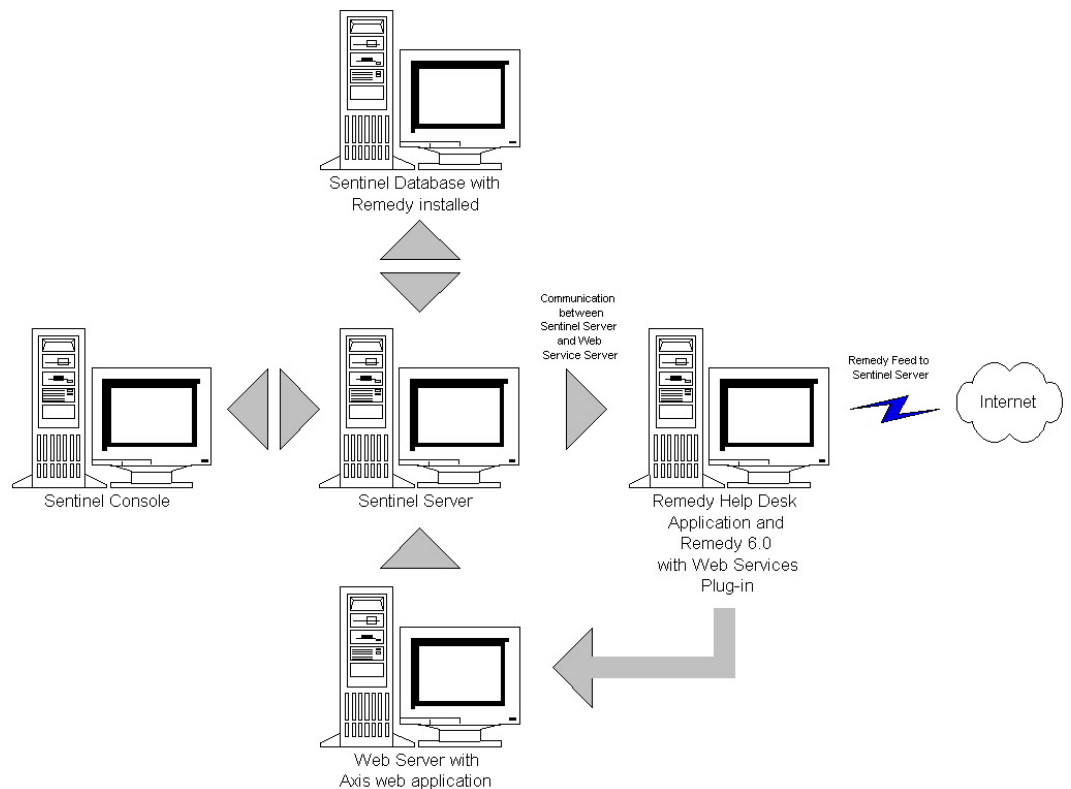 Sentinel Database with
Remedy installed
Communication
between
Sentinel Server
and Web
Service Server
Remedy Feed to
Sentinel Server
Internet
Sentinel Console
Sentinel Server
Remedy Help Desk
Application and
Remedy 6.0
with Web Services
Plug-in
Web Server with
Axis web application